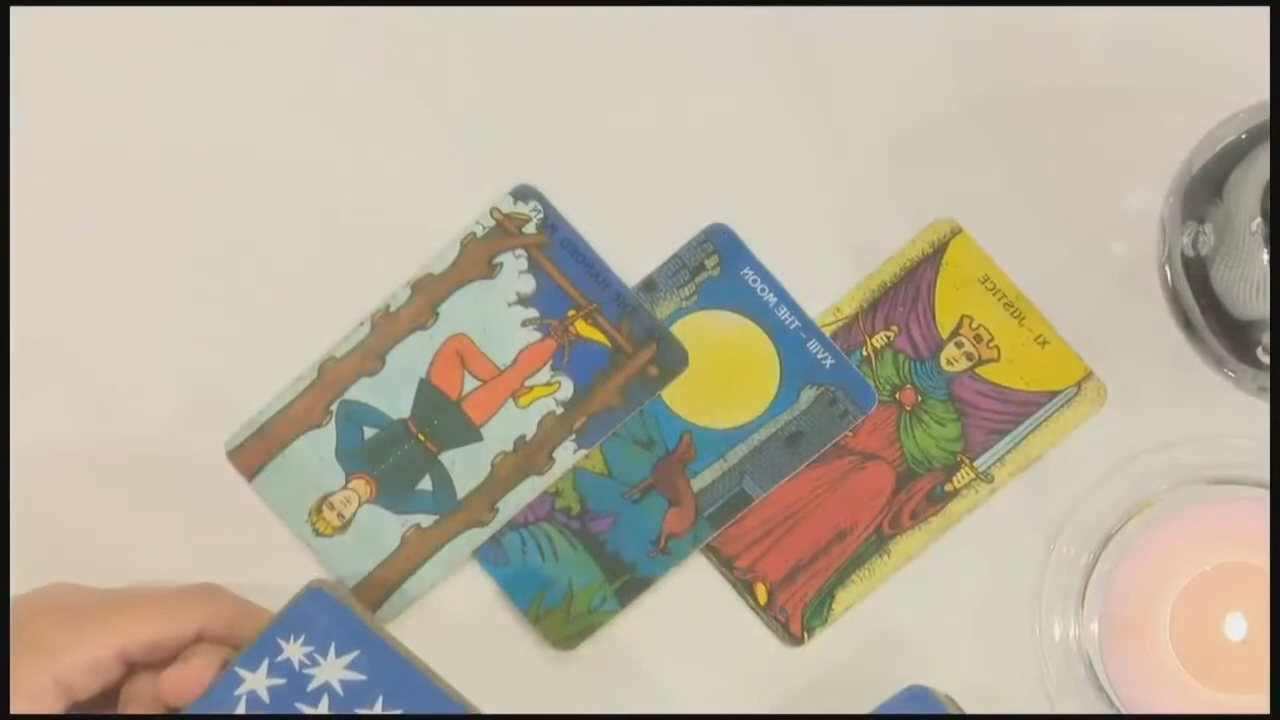 THE HANGED MAN
XVIII - THE MOON
XI - JUSTICE